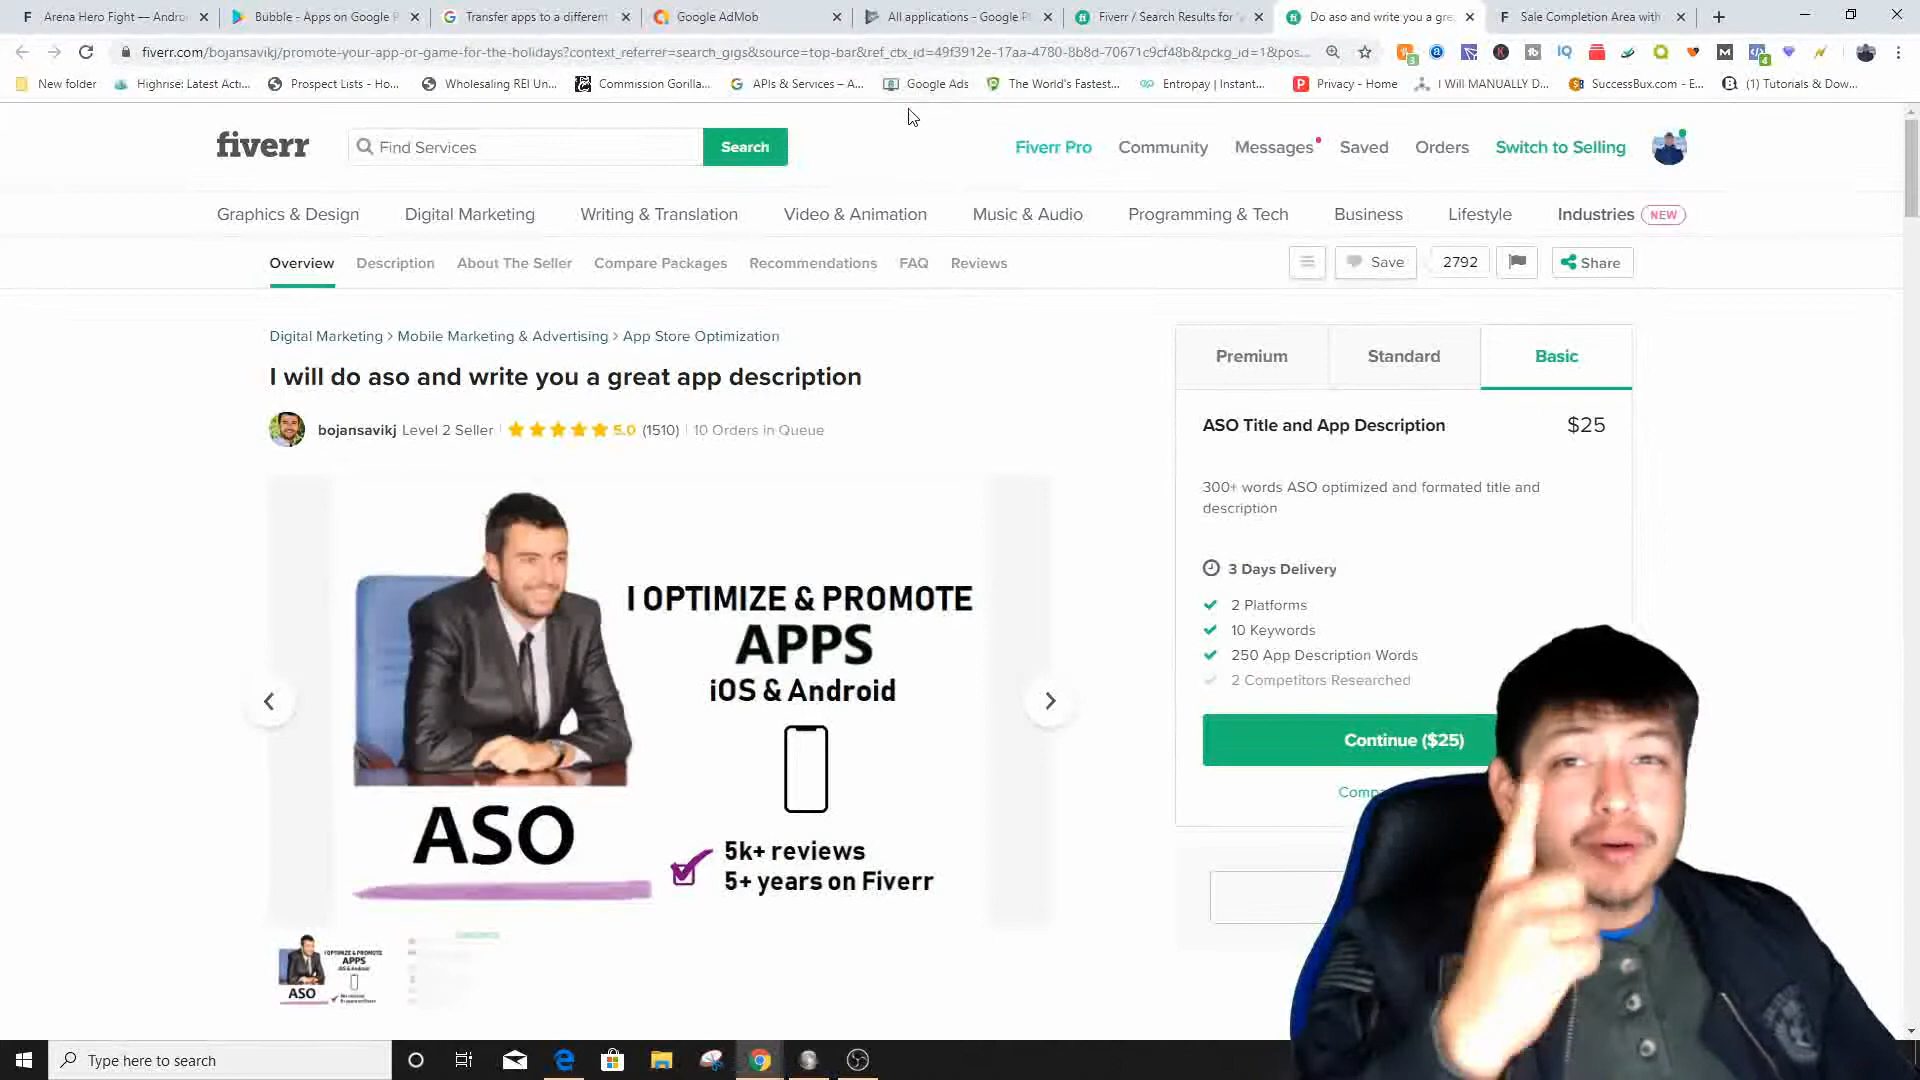 Arena Hero Fight — Andro
Bubble - Apps on Google P
Transfer apps to a different
Google AdMob
All applications - Google Pl
Fiverr / Search Results for
Do aso and write you a gre
Sale Completion Area with
fiverr.com/bojansavikj/promote-your-app-or-game-for-the-holidays?context_referrer=search_gigs&source=top-bar&ref_ctx_id=49f3912e-17aa-4780-8b8d-70671c9cf48b&pckg_id=1&pos...
New folder
Highrise: Latest Acti...
Prospect Lists - Ho...
Wholesaling REI Un...
Commission Gorilla...
APIs & Services – A...
Google Ads
The World's Fastest...
Entropay | Instant...
Privacy - Home
I Will MANUALLY D...
SuccessBux.com - E...
(1) Tutorials & Dow...
fiverr
Find Services
Search
Fiverr Pro
Community
Messages
Saved
Orders
Switch to Selling
Graphics & Design
Digital Marketing
Writing & Translation
Video & Animation
Music & Audio
Programming & Tech
Business
Lifestyle
Industries NEW
Overview
Description
About The Seller
Compare Packages
Recommendations
FAQ
Reviews
Save
2792
Share
Digital Marketing > Mobile Marketing & Advertising > App Store Optimization
I will do aso and write you a great app description
bojansavikj Level 2 Seller 5.0 (1510) 10 Orders in Queue
I OPTIMIZE & PROMOTE
APPS
iOS & Android
ASO
5k+ reviews
5+ years on Fiverr
I OPTIMIZE & PROMOTE
APPS
iOS & Android
ASO
Premium
Standard
Basic
ASO Title and App Description $25
300+ words ASO optimized and formated title and
description
3 Days Delivery
2 Platforms
10 Keywords
250 App Description Words
2 Competitors Researched
Continue ($25)
Type here to search